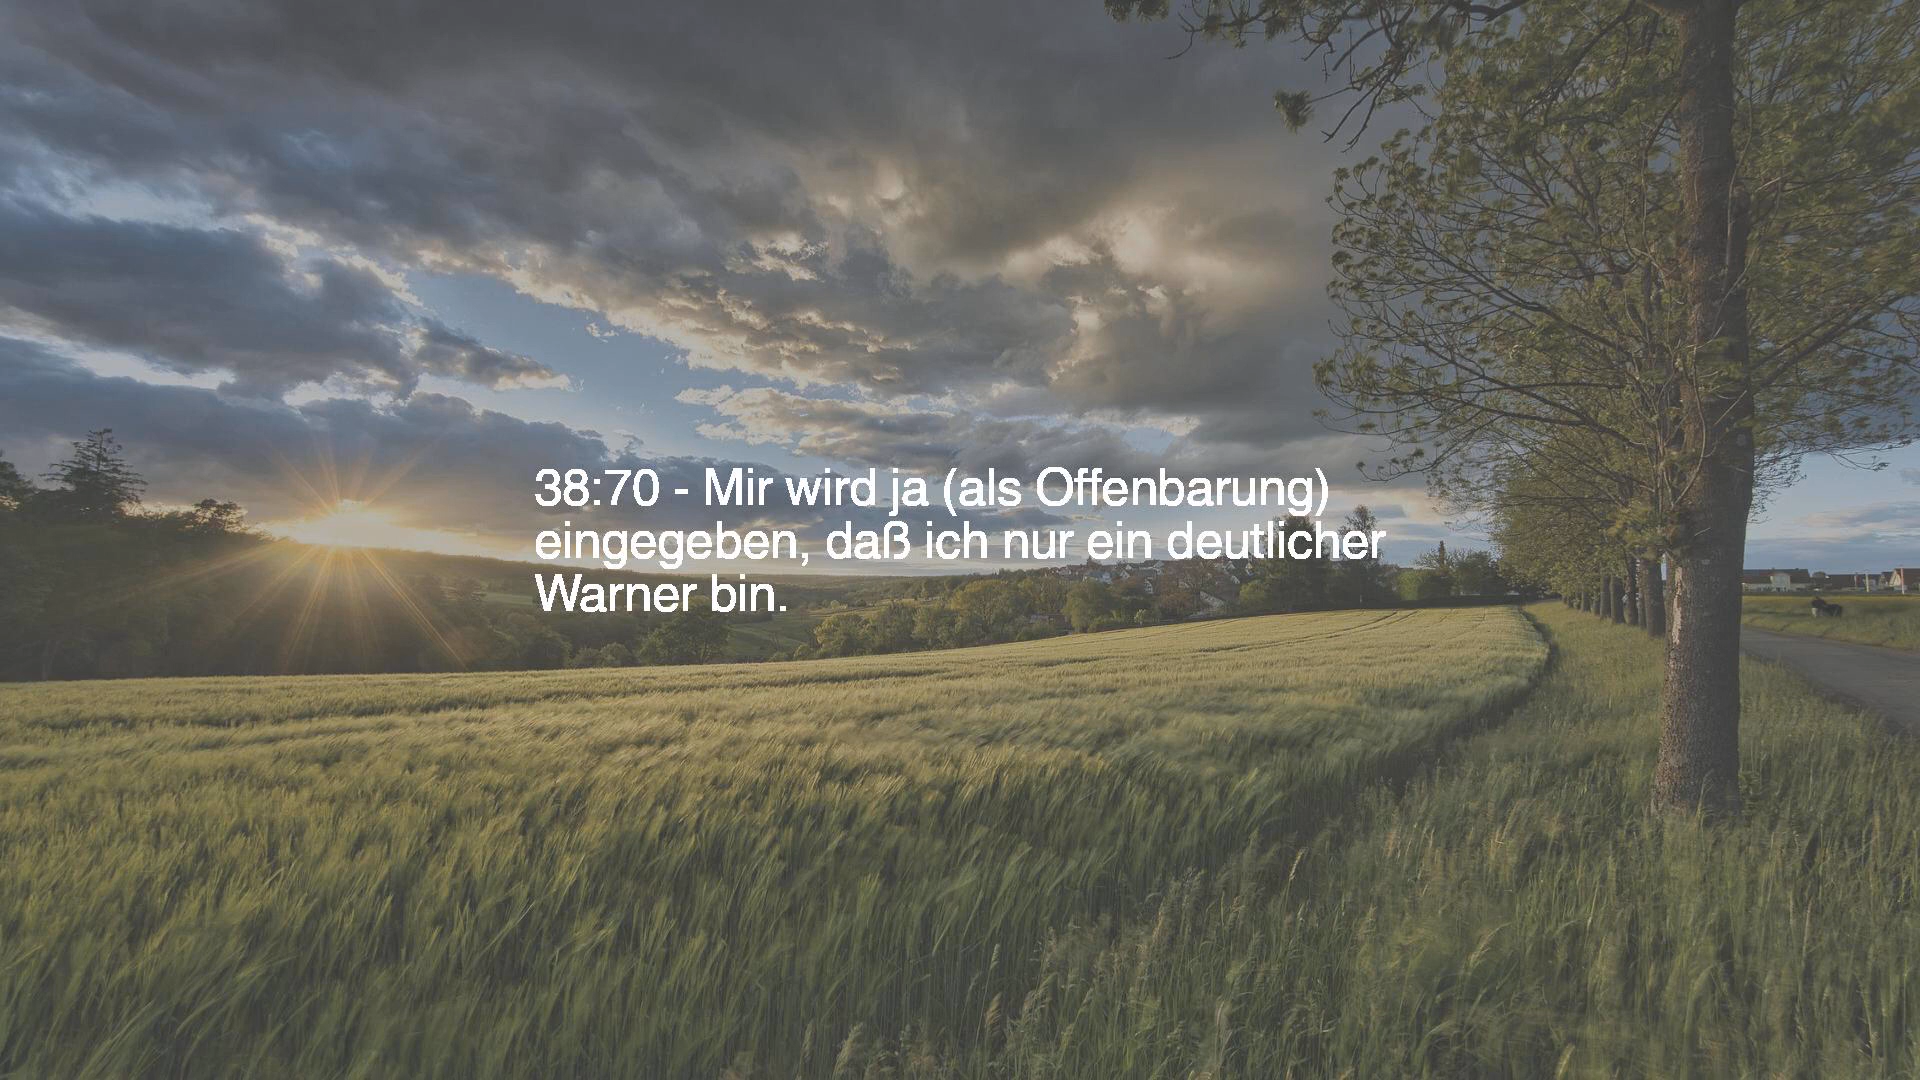 38:70 - Mir wird ja (als Offenbarung)
eingegeben, daß ich nur ein deutlicher
Warner bin.